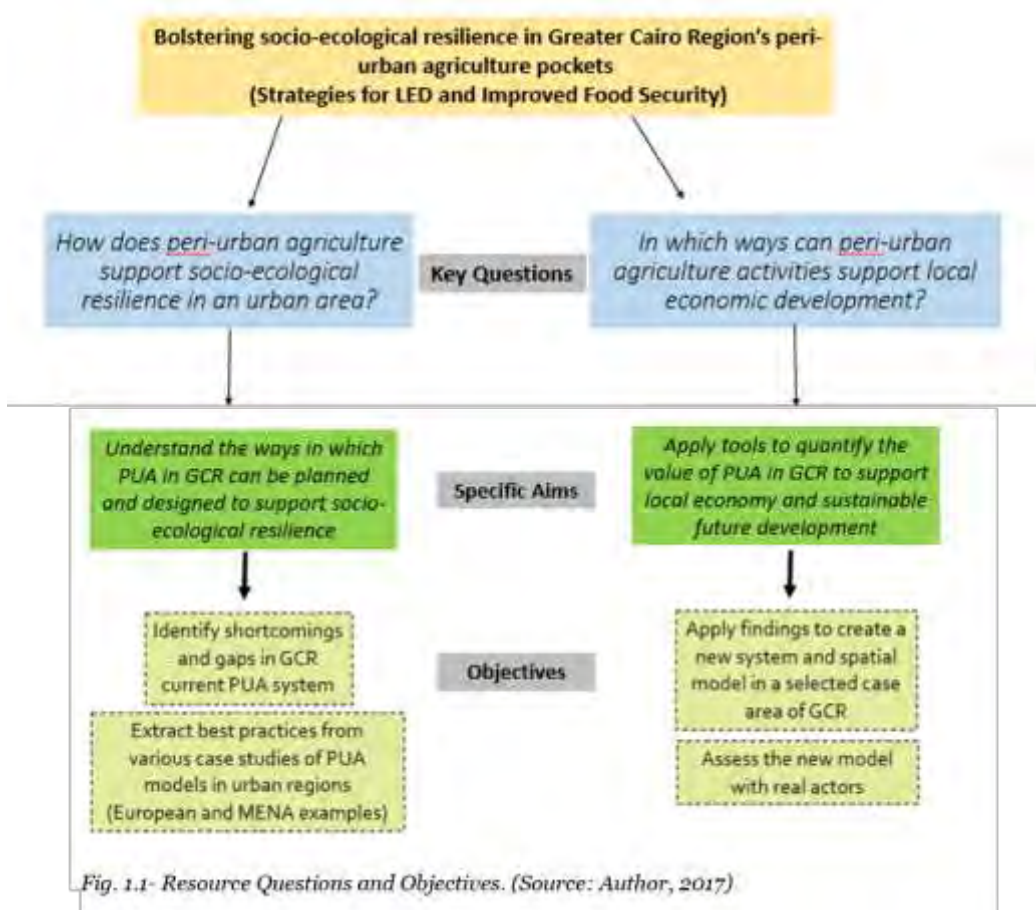 Bolstering socio-ecological resilience in Greater Cairo Region's peri-
urban agriculture pockets
(Strategies for LED and Improved Food Security)
How does peri-urban agriculture
support socio-ecological
resilience in an urban area?
Key Questions
In which ways can peri-urban
agriculture activities support local
economic development?
Understand the ways in which
PUA in GCR can be planned
and designed to support socio-
ecological resilience
Specific Aims
Apply tools to quantify the
value of PUA in GCR to support
local economy and sustainable
future development
Identify shortcomings
and gaps in GCR
current PUA system
Extract best practices from
various case studies of PUA
models in urban regions
(European and MENA examples)
Objectives
Apply findings to create a
new system and spatial
model in a selected case
area of GCR
Assess the new model
with real actors
Fig. 1.1- Resource Questions and Objectives. (Source: Author, 2017)